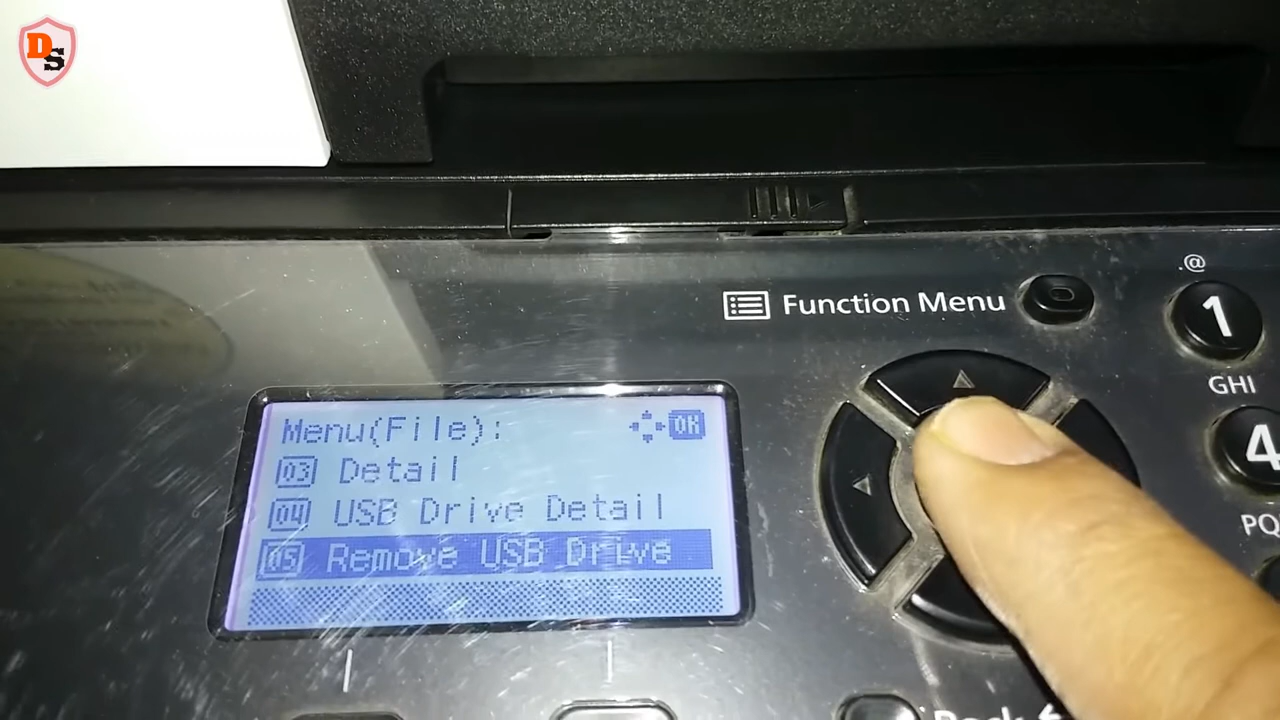 DS
Function Menu
.@
1
GHI
4
Menu(File):
OK
03 Detail
04 USB Drive Detail
05 Remove USB Drive
PQ
Back